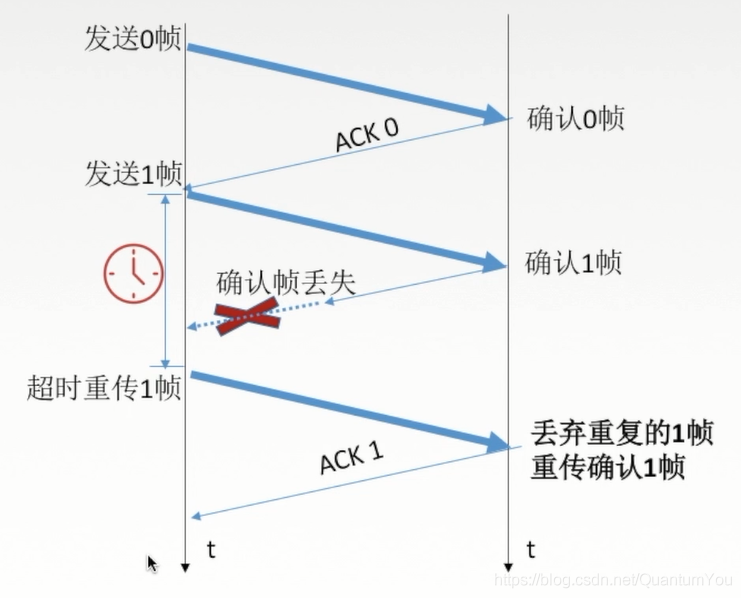 发送0帧
ACK 0
确认0帧
发送1帧
确认帧丢失
确认1帧
超时重传1帧
ACK 1
丢弃重复的1帧
重传确认1帧
t
t
https://blog.csdn.net/QuantumYou